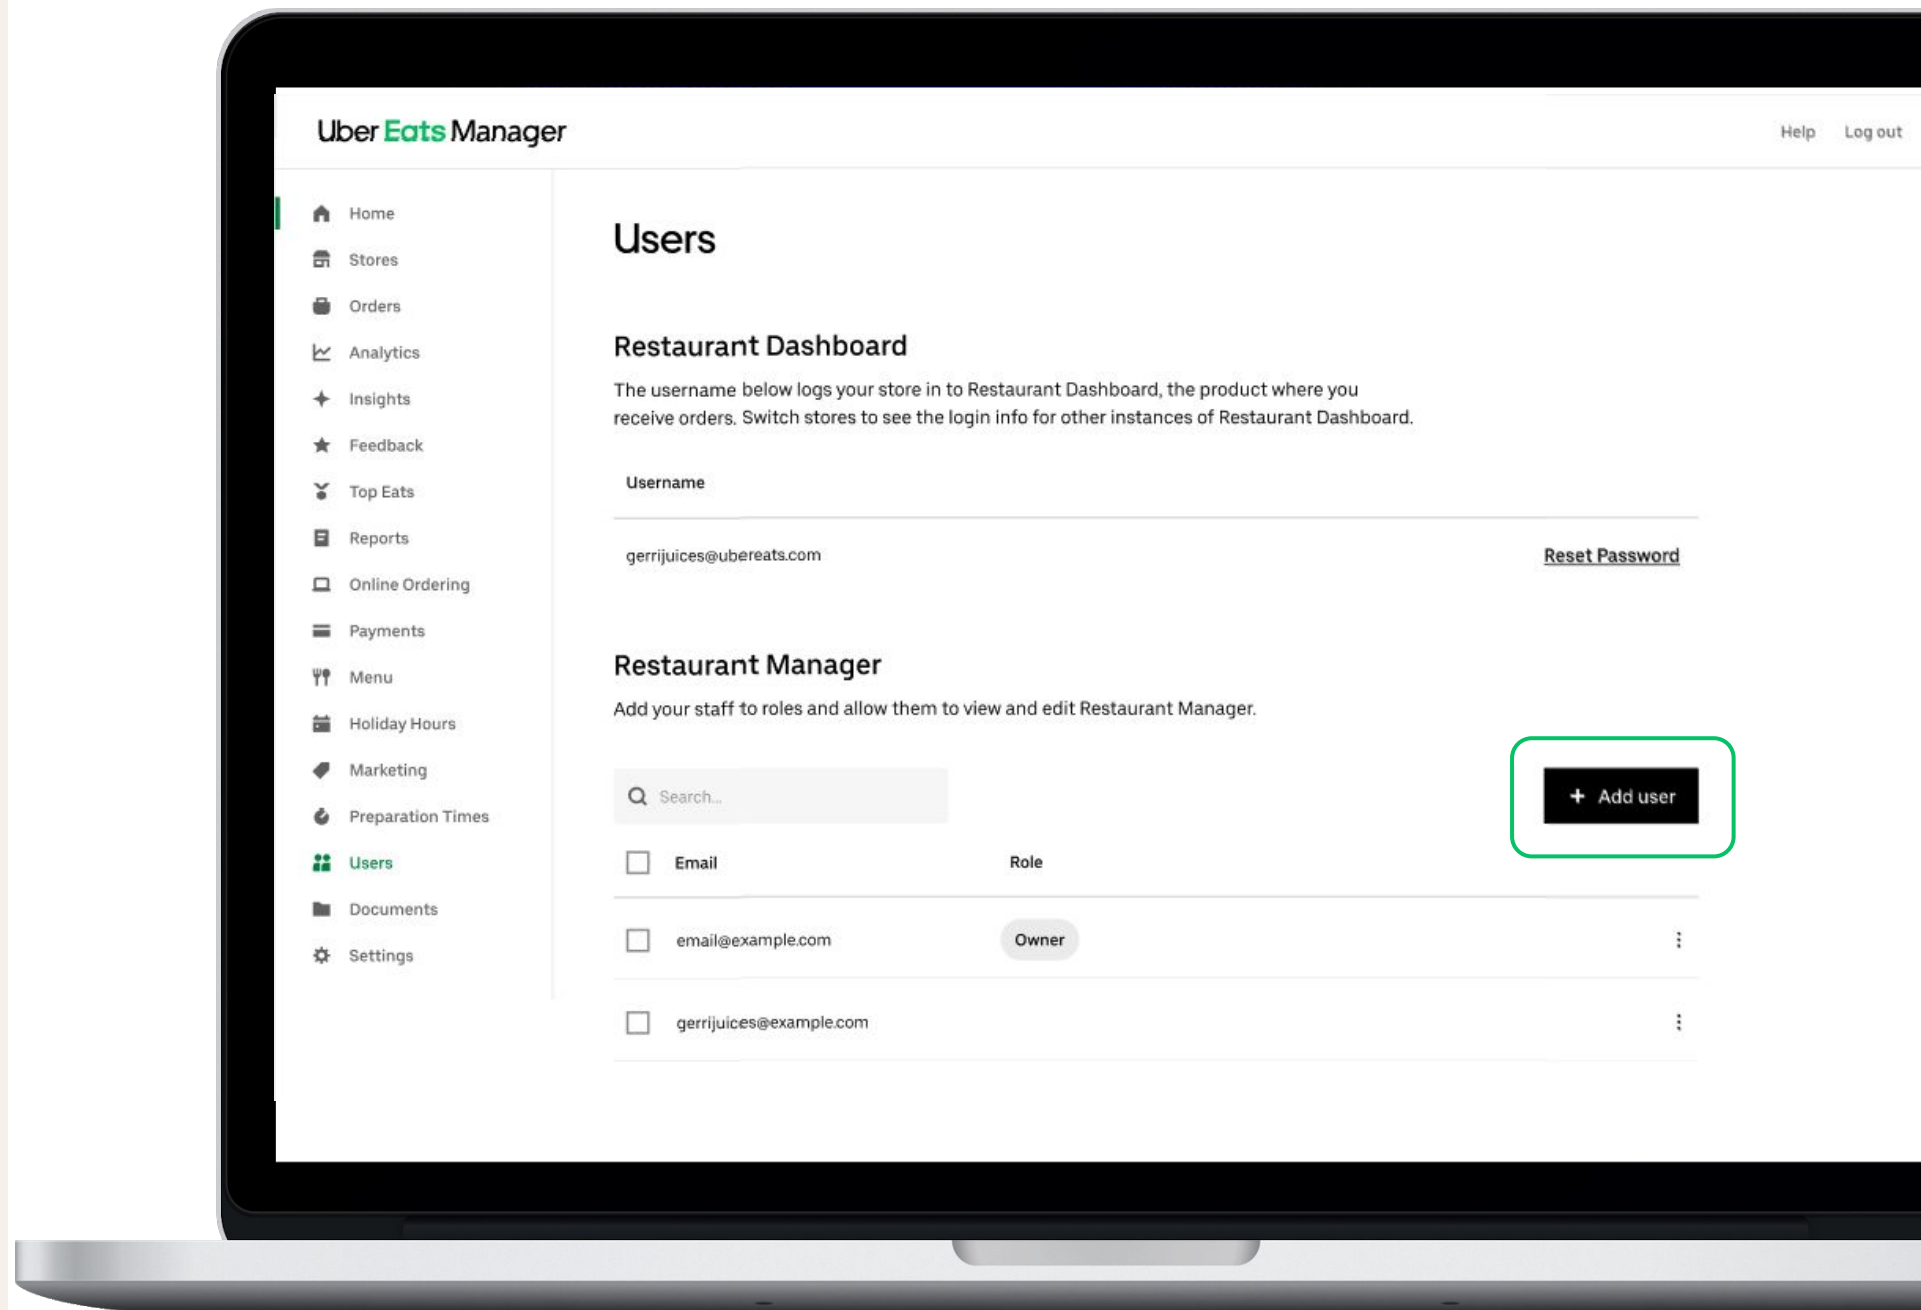 Uber Eats Manager
Help Log out
Home
Stores
Orders
Analytics
Insights
Feedback
Top Eats
Reports
Online Ordering
Payments
Menu
Holiday Hours
Marketing
Preparation Times
Users
Documents
Settings
Users
Restaurant Dashboard
The username below logs your store in to Restaurant Dashboard, the product where you
receive orders. Switch stores to see the login info for other instances of Restaurant Dashboard.
Username
gerrijuices@ubereats.com Reset Password
Restaurant Manager
Add your staff to roles and allow them to view and edit Restaurant Manager.
Search...
+ Add user
Email Role
email@example.com Owner
gerrijuices@example.com